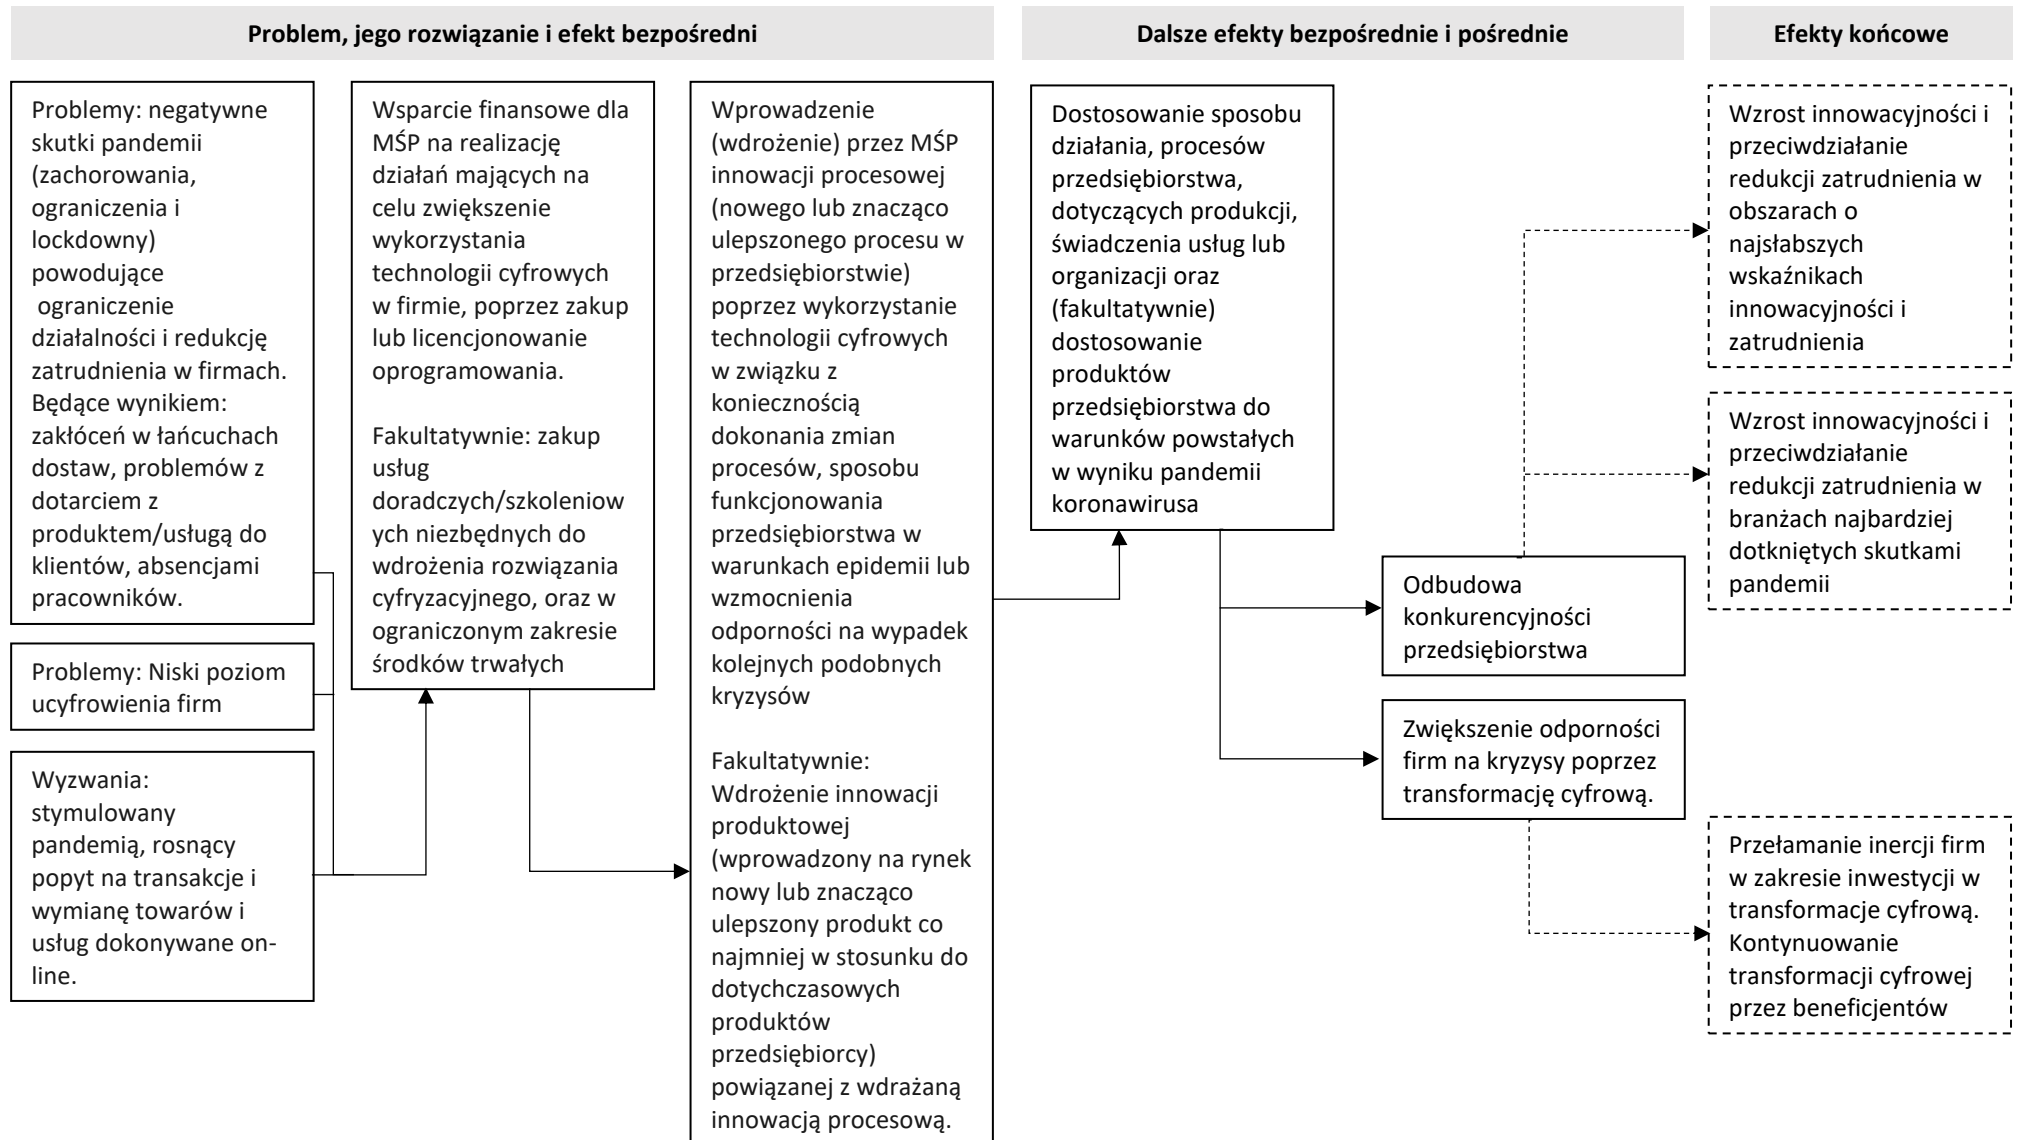 Problem, jego rozwiązanie i efekt bezpośredni
Dalsze efekty bezpośrednie i pośrednie
Efekty końcowe
Problemy: negatywne
skutki pandemii
(zachorowania,
ograniczenia i
lockdowny)
powodujące
ograniczenie
działalności i redukcję
zatrudnienia w firmach.
Będące wynikiem:
zakłóceń w łańcuchach
dostaw, problemów z
dotarciem z
produktem/usługą do
klientów, absencjami
pracowników.
Problemy: Niski poziom
ucyfrowienia firm
Wyzwania:
stymulowany
pandemią, rosnący
popyt na transakcje i
wymianę towarów i
usług dokonywane on-
line.
Wsparcie finansowe dla
MŚP na realizację
działań mających na
celu zwiększenie
wykorzystania
technologii cyfrowych
w firmie, poprzez zakup
lub licencjonowanie
oprogramowania.
Fakultatywnie: zakup
usług
doradczych/szkoleniow
ych niezbędnych do
wdrożenia rozwiązania
cyfryzacyjnego, oraz w
ograniczonym zakresie
środków trwałych
Wprowadzenie
(wdrożenie) przez MŚP
innowacji procesowej
(nowego lub znacząco
ulepszonego procesu w
przedsiębiorstwie)
poprzez wykorzystanie
technologii cyfrowych
w związku z
koniecznością
dokonania zmian
procesów, sposobu
funkcjonowania
przedsiębiorstwa w
warunkach epidemii lub
wzmocnienia
odporności na wypadek
kolejnych podobnych
kryzysów
Fakultatywnie:
Wdrożenie innowacji
produktowej
(wprowadzony na rynek
nowy lub znacząco
ulepszony produkt co
najmniej w stosunku do
dotychczasowych
produktów
przedsiębiorcy)
powiązanej z wdrażaną
innowacją procesową.
Dostosowanie sposobu
działania, procesów
przedsiębiorstwa,
dotyczących produkcji,
świadczenia usług lub
organizacji oraz
(fakultatywnie)
dostosowanie
produktów
przedsiębiorstwa do
warunków powstałych
w wyniku pandemii
koronawirusa
Odbudowa
konkurencyjności
przedsiębiorstwa
Zwiększenie odporności
firm na kryzysy poprzez
transformację cyfrową.
Wzrost innowacyjności i
przeciwdziałanie
redukcji zatrudnienia w
obszarach o
najsłabszych
wskaźnikach
innowacyjności i
zatrudnienia
Wzrost innowacyjności i
przeciwdziałanie
redukcji zatrudnienia w
branżach najbardziej
dotkniętych skutkami
pandemii
Przełamanie inercji firm
w zakresie inwestycji w
transformacje cyfrową.
Kontynuowanie
transformacji cyfrowej
przez beneficjentów